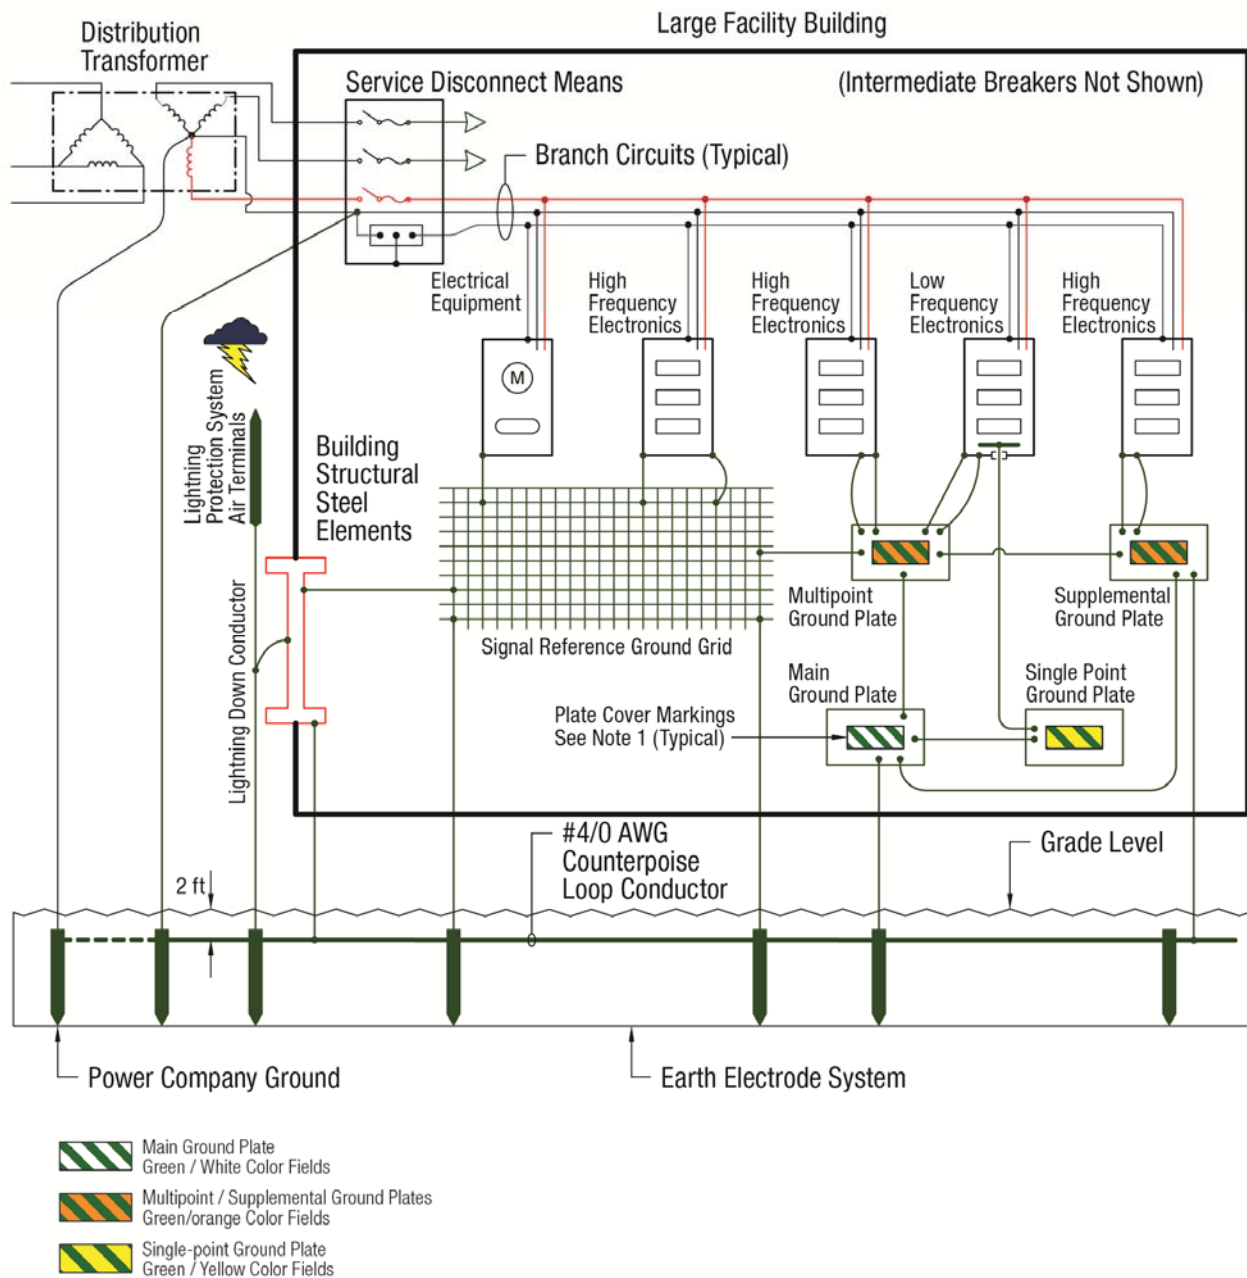 Large Facility Building
Distribution
Transformer
Service Disconnect Means
(Intermediate Breakers Not Shown)
Branch Circuits (Typical)
Electrical
Equipment
High
Frequency
Electronics
High
Frequency
Electronics
Low
Frequency
Electronics
High
Frequency
Electronics
M
Lightning
Protection System
Air Terminals
Building
Structural
Steel
Elements
Lightning Down Conductor
Signal Reference Ground Grid
Multipoint
Ground Plate
Supplemental
Ground Plate
Main
Ground Plate
Single Point
Ground Plate
Plate Cover Markings
See Note 1 (Typical)
#4/0 AWG
Counterpoise
Loop Conductor
Grade Level
2 ft
Power Company Ground
Earth Electrode System
Main Ground Plate
Green / White Color Fields
Multipoint / Supplemental Ground Plates
Green/orange Color Fields
Single-point Ground Plate
Green / Yellow Color Fields